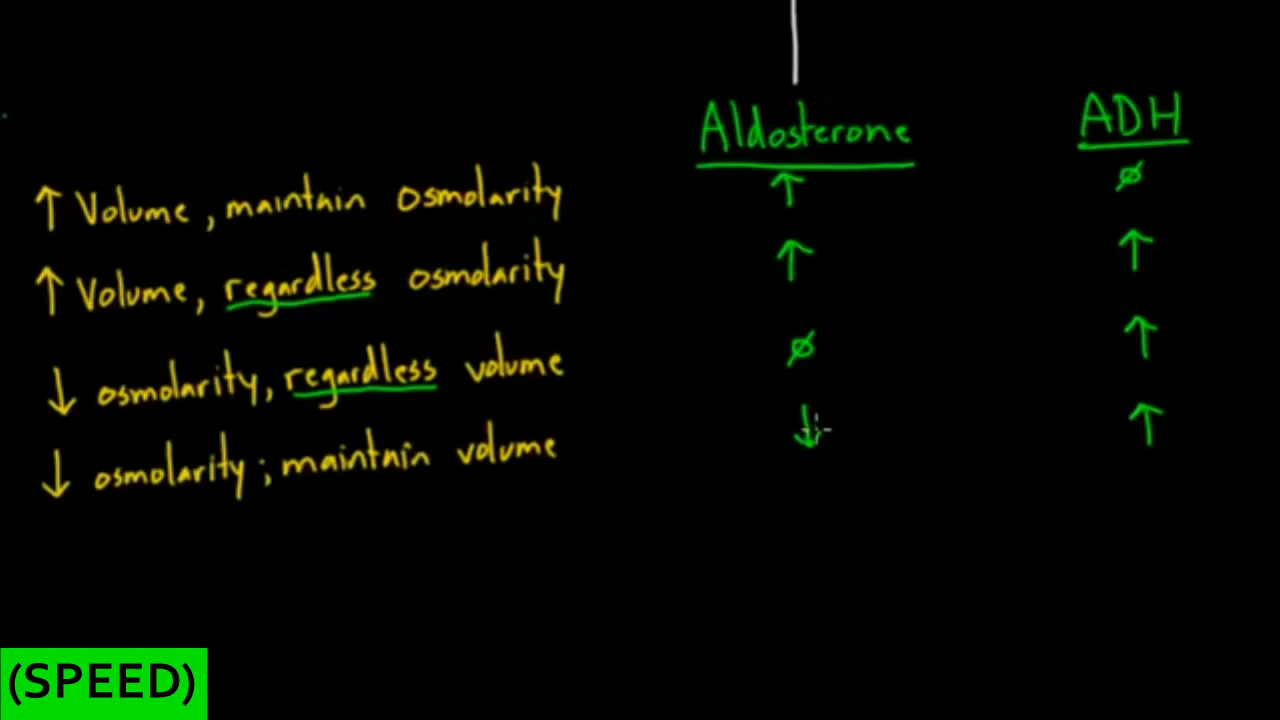 Aldosterone ADH
↑ Volume, maintain osmolarity ↑ ∅
↑ Volume, regardless osmolarity ↑ ↑
↓ osmolarity, regardless volume ∅ ↑
↓ osmolarity; maintain volume ↓ ↑
(SPEED)